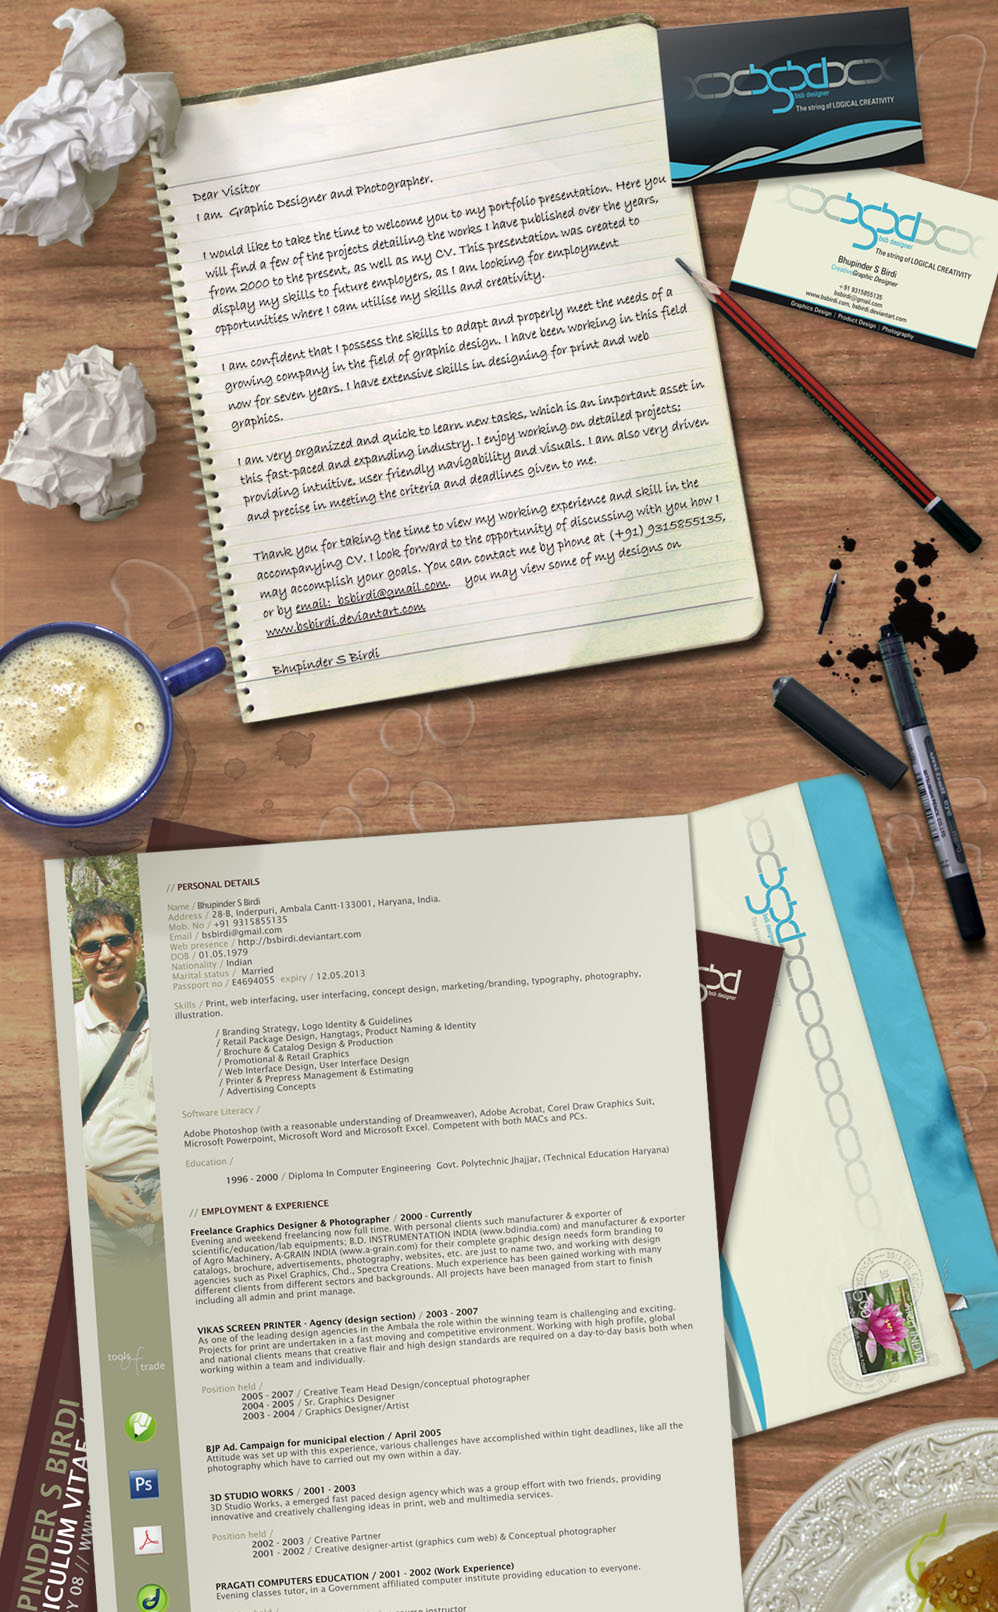 bsbd
bsb designer
The string of LOGICAL CREATIVITY
bsbd
bsb designer
The string of LOGICAL CREATIVITY
Bhupinder S Birdi
CreativeGraphic Designer
+ 91 9315855135
bsbirdi@gmail.com
www.bsbirdi.com, bsbirdi.deviantart.com
Graphics Design | Product Design | Photography
Dear Visitor
I am Graphic Designer and Photographer.
I would like to take the time to welcome you to my portfolio presentation. Here you
will find a few of the projects detailing the works I have published over the years,
from 2000 to the present, as well as my CV. This presentation was created to
display my skills to future employers, as I am looking for employment
opportunities where I cam utilise my skills and creativity.
I am confident that I possess the skills to adapt and properly meet the needs of a
growing company in the field of graphic design. I have been working in this field
now for seven years. I have extensive skills in designing for print and web
graphics.
I am very organized and quick to learn new tasks, which is an important asset in
this fast-paced and expanding industry. I enjoy working on detailed projects;
providing intuitive, user friendly navigability and visuals. I am also very driven
and precise in meeting the criteria and deadlines given to me.
Thank you for taking the time to view my working experience and skill in the
accompanying CV. I look forward to the opportunity of discussing with you how I
may accomplish your goals. You can contact me by phone at (+91) 9315855135,
or by email: bsbirdi@gmail.com. you may view some of my designs on
www.bsbirdi.deviantart.com
Bhupinder S Birdi
// PERSONAL DETAILS
Name / Bhupinder S Birdi
Address / 28-B, Inderpuri, Ambala Cantt-133001, Haryana, India.
Mob. No / +91 9315855135
Email / bsbirdi@gmail.com
Web presence / http://bsbirdi.deviantart.com
DOB / 01.05.1979
Nationality / Indian
Marital status / Married
Passport no / E4694055 expiry / 12.05.2013
Skills / Print, web interfacing, user interfacing, concept design, marketing/branding, typography, photography,
illustration.
/ Branding Strategy, Logo Identity & Guidelines
/ Retail Package Design, Hangtags, Product Naming & Identity
/ Brochure & Catalog Design & Production
/ Promotional & Retail Graphics
/ Web Interface Design, User Interface Design
/ Printer & Prepress Management & Estimating
/ Advertising Concepts
Software Literacy /
Adobe Photoshop (with a reasonable understanding of Dreamweaver), Adobe Acrobat, Corel Draw Graphics Suit,
Microsoft Powerpoint, Microsoft Word and Microsoft Excel. Competent with both MACs and PCs.
Education /
1996 - 2000 / Diploma In Computer Engineering Govt. Polytechnic Jhajjar, (Technical Education Haryana)
// EMPLOYMENT & EXPERIENCE
Freelance Graphics Designer & Photographer / 2000 - Currently
Evening and weekend freelancing now full time. With personal clients such manufacturer & exporter of
scientific/education/lab equipments; B.D. INSTRUMENTATION INDIA (www.bdindia.com) and manufacturer & exporter
of Agro Machinery, A-GRAIN INDIA (www.a-grain.com) for their complete graphic design needs form branding to
catalogs, brochure, advertisements, photography, websites, etc. are just to name two, and working with design
agencies such as Pixel Graphics, Chd., Spectra Creations. Much experience has been gained working with many
different clients from different sectors and backgrounds. All projects have been managed from start to finish
including all admin and print manage.
VIKAS SCREEN PRINTER - Agency (design section) / 2003 - 2007
As one of the leading design agencies in the Ambala the role within the winning team is challenging and exciting.
Projects for print are undertaken in a fast moving and competitive environment. Working with high profile, global
and national clients means that creative flair and high design standards are required on a day-to-day basis both when
working within a team and individually.
Position held /
2005 - 2007 / Creative Team Head Design/conceptual photographer
2004 - 2005 / Sr. Graphics Designer
2003 - 2004 / Graphics Designer/Artist
BJP Ad. Campaign for municipal election / April 2005
Attitude was set up with this experience, various challenges have accomplished within tight deadlines, like all the
photography which have to carried out my own within a day.
3D STUDIO WORKS / 2001 - 2003
3D Studio Works, a emerged fast paced design agency which was a group effort with two friends, providing
innovative and creatively challenging ideas in print, web and multimedia services.
Position held /
2002 - 2003 / Creative Partner
2001 - 2002 / Creative designer-artist (graphics cum web) & Conceptual photographer
PRAGATI COMPUTERS EDUCATION / 2001 - 2002 (Work Experience)
Evening classes tutor, in a Government affiliated computer institute providing education to everyone.
course instructor
tools of trade
Ps
PINDER S BIRDI
ICULUM VITAE
Y 08 // WWW.
bsbd
bsb designer
bsb designer
500
INDIA